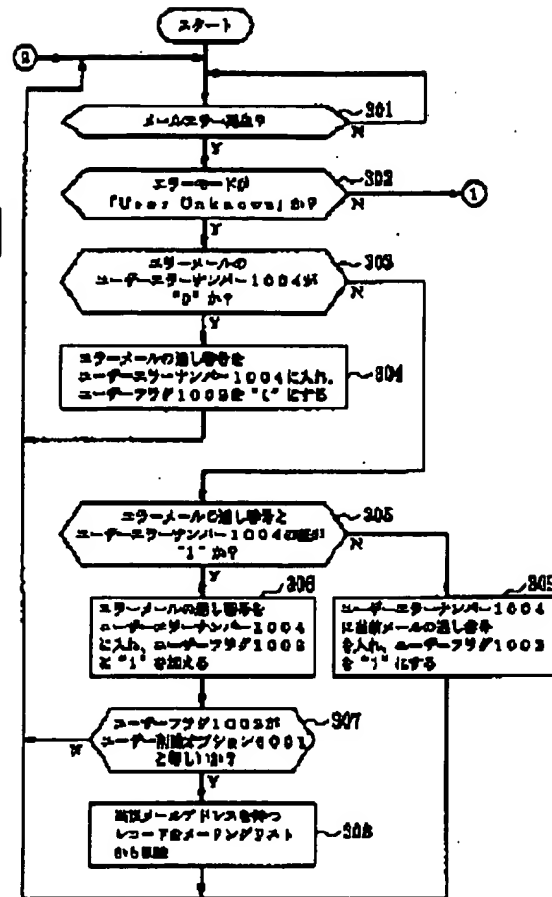 スタート
2
メールエラー発生?
301
N
Y
エラーコードが
「User Unknown」か?
302
N
1
Y
エラーメールの
ユーザーエラーナンバー1004が
"0"か?
303
N
Y
エラーメールの通し番号を
ユーザーエラーナンバー1004に入れ、
ユーザーフラグ1003を"1"にする
304
エラーメールの通し番号と
ユーザーエラーナンバー1004の差が
"1"か?
305
N
Y
306
エラーメールの通し番号を
ユーザーエラーナンバー1004
に入れ、ユーザーフラグ1003
に"1"を加える
309
ユーザーエラーナンバー1004
に当該メールの通し番号
を入れ、ユーザーフラグ1003
を"1"にする
ユーザーフラグ1003が
ユーザー削除オプション
と等しいか?
307
N
Y
当該メールアドレスを持つ
レコードをメーリングリスト
から削除
308